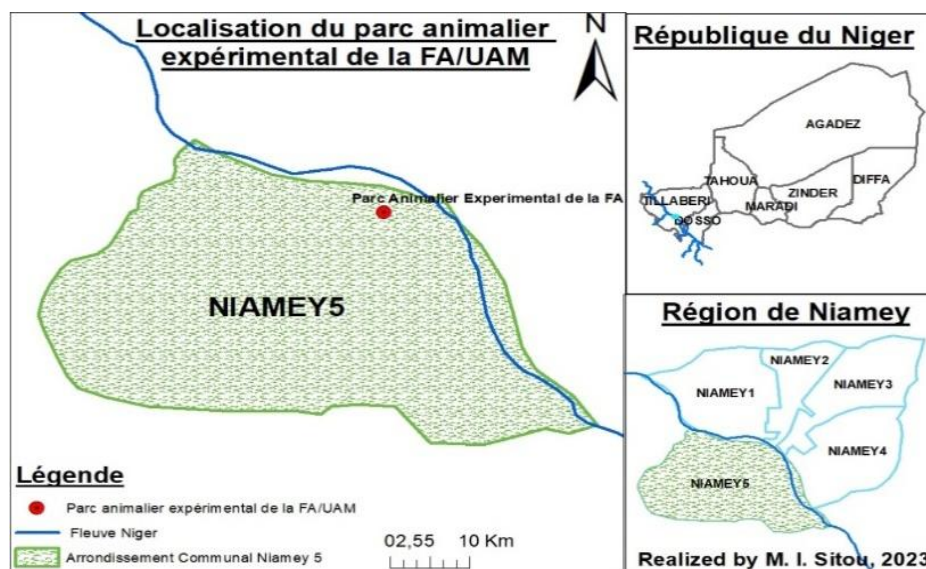 Localisation du parc animalier
expérimental de la FA/UAM
N
Parc Animalier Experimental de la FA
NIAMEY5
Légende
Parc animalier expérimental de la FA/UAM
Fleuve Niger
Arrondissement Communal Niamey 5
02,55 10 Km
République du Niger
AGADEZ
TAHOUA
DIFFA
ZINDER
MARADI
TILLABERI
DOSSO
Région de Niamey
NIAMEY2
NIAMEY1
NIAMEY3
NIAMEY4
NIAMEY5
Realized by M. I. Sitou, 2023